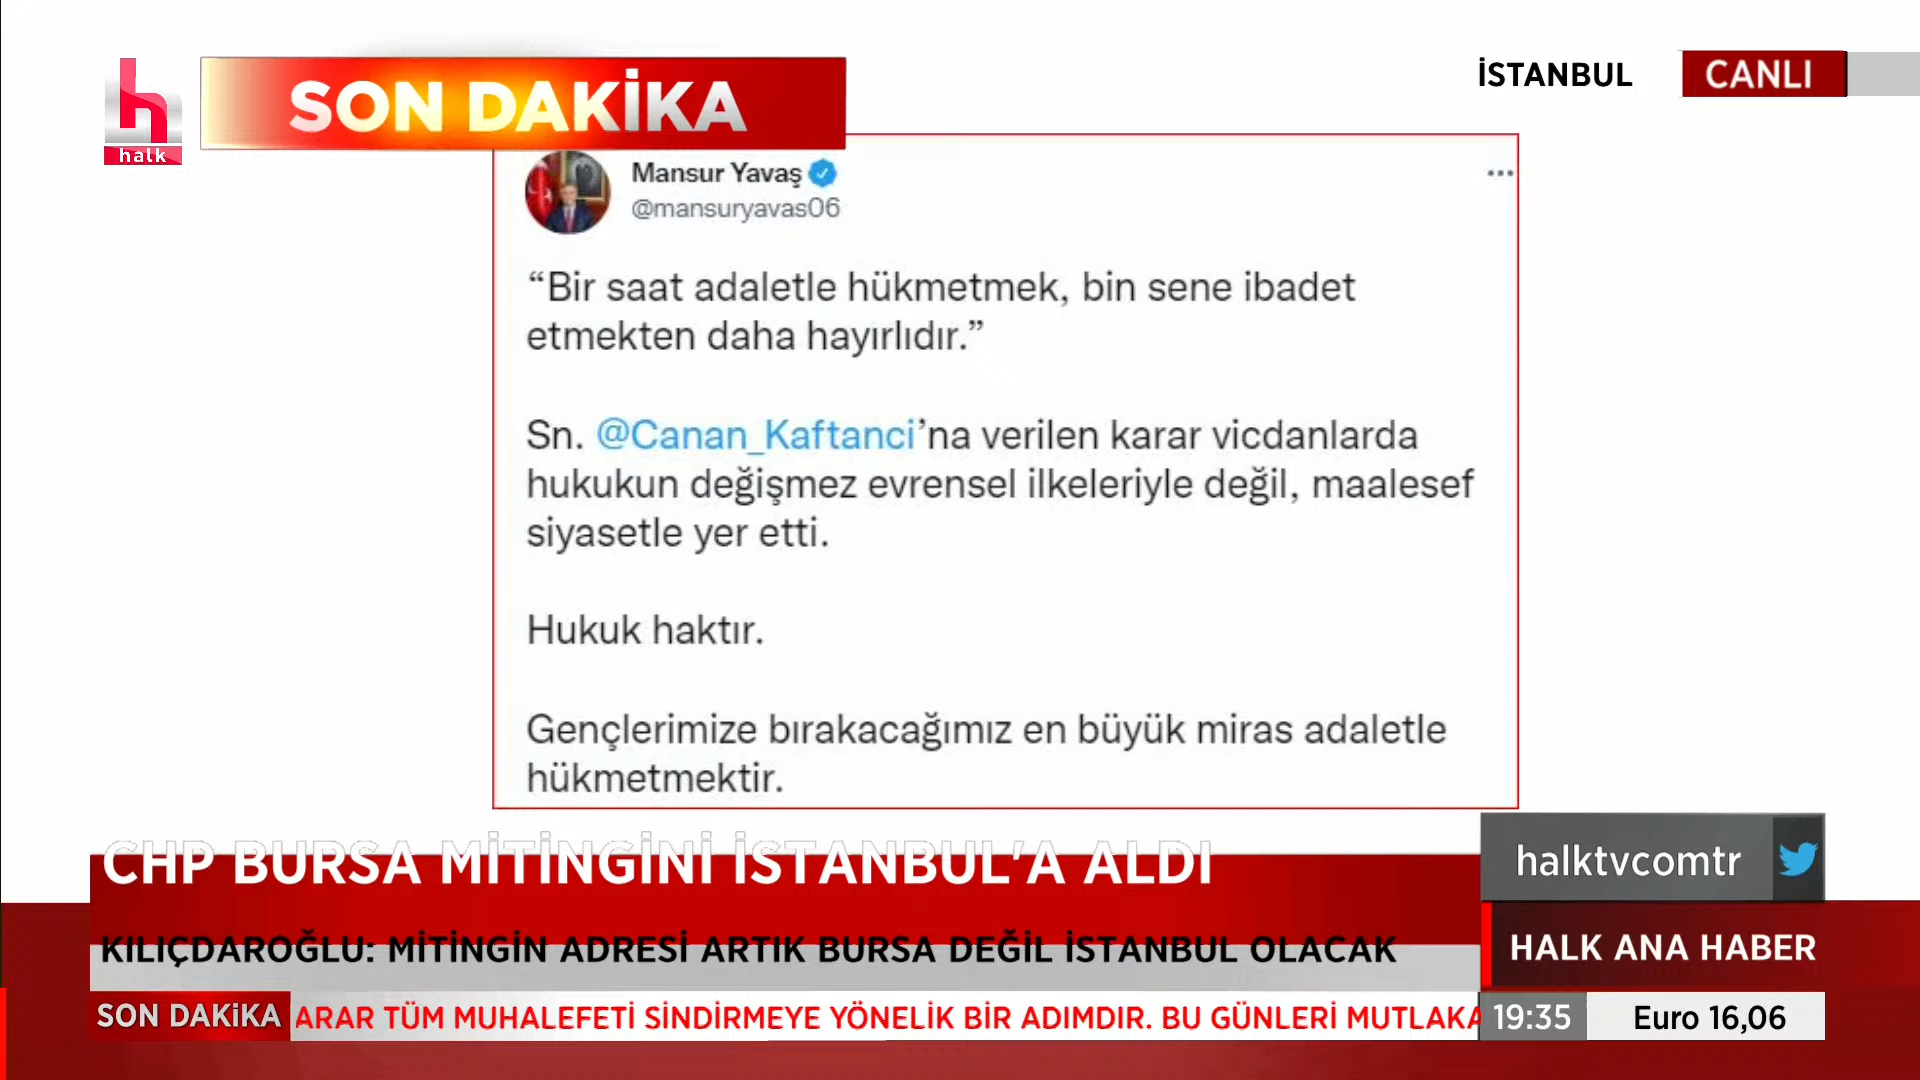 halk
SON DAKİKA
İSTANBUL
CANLI
Mansur Yavaş
@mansuryavas06
“Bir saat adaletle hükmetmek, bin sene ibadet
etmekten daha hayırlıdır.”
Sn. @Canan_Kaftanci’na verilen karar vicdanlarda
hukukun değişmez evrensel ilkeleriyle değil, maalesef
siyasetle yer etti.
Hukuk haktır.
Gençlerimize bırakacağımız en büyük miras adaletle
hükmetmektir.
CHP BURSA MİTİNGİNİ İSTANBUL'A ALDI
halktvcomtr
KILIÇDAROĞLU: MİTİNGİN ADRESİ ARTIK BURSA DEĞİL İSTANBUL OLACAK
HALK ANA HABER
SON DAKiKA
ARAR TÜM MUHALEFETİ SİNDİRMEYE YÖNELİK BİR ADIMDIR. BU GÜNLERİ MUTLAKA
19:35
Euro 16,06